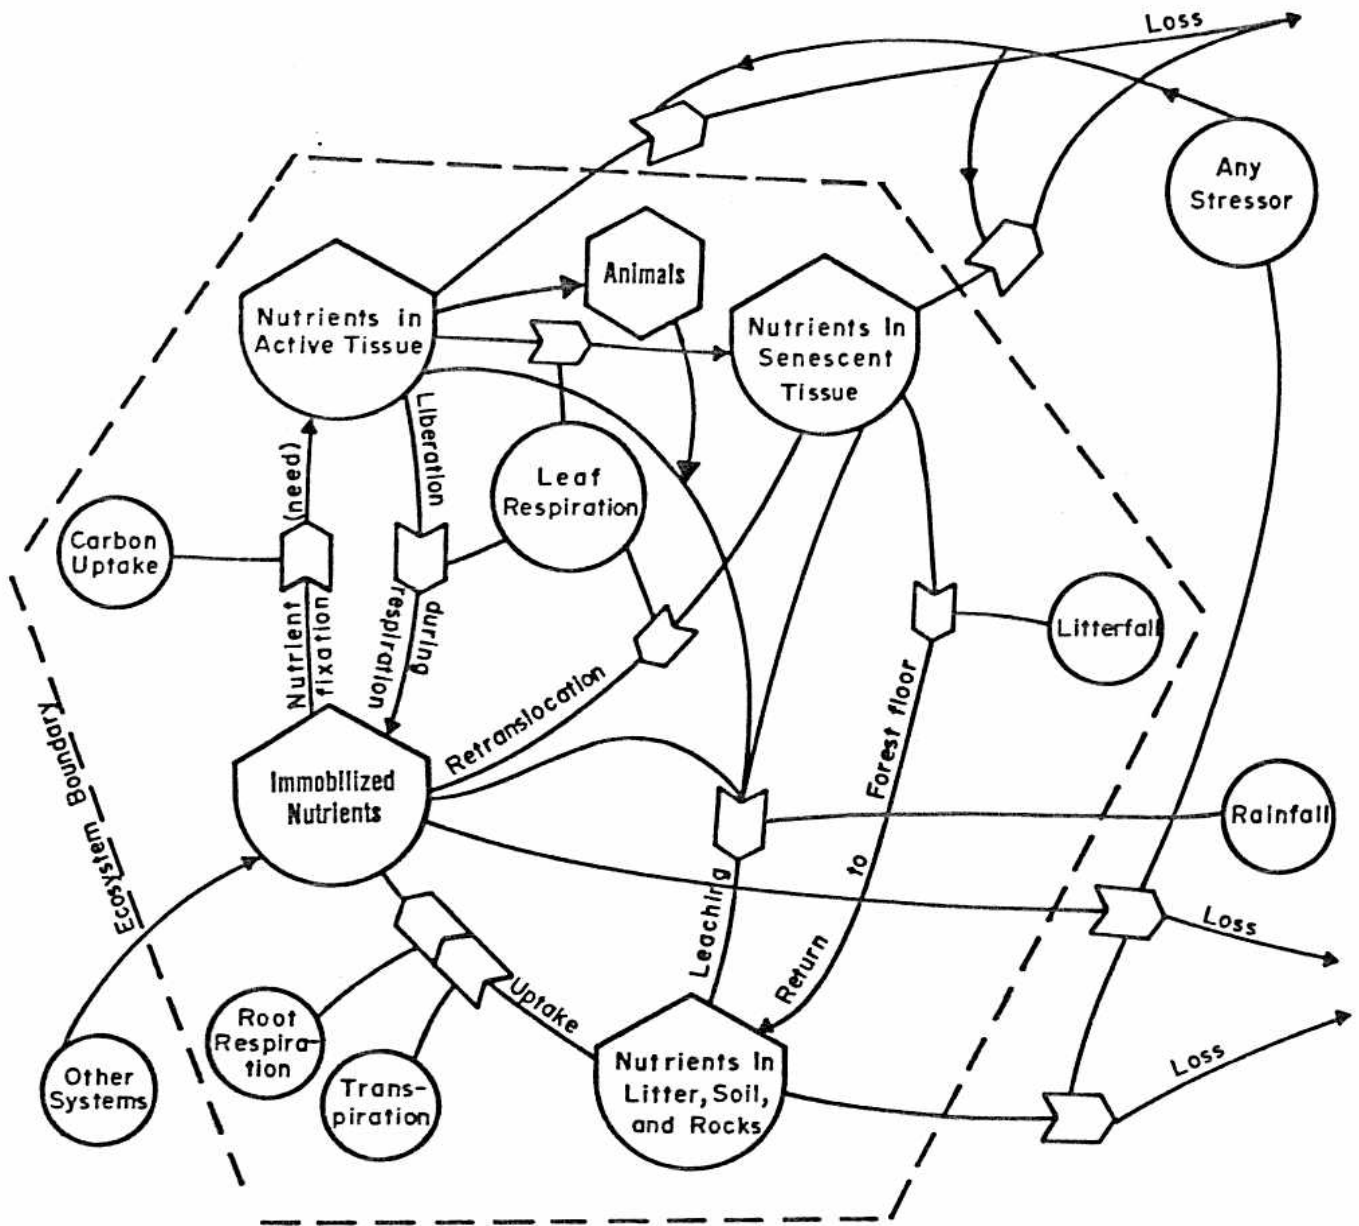 Loss
Any
Stressor
Animals
Nutrients in
Active Tissue
Nutrients In
Senescent
Tissue
Liberation
(need)
Leaf
Respiration
Carbon
Uptake
Nutrient
fixation
during
respiration
Litterfall
Retranslocation
Forest floor
Ecosystem Boundary
Immobilized
Nutrients
Rainfall
to
Leaching
Loss
Return
Uptake
Root
Respira-
tion
Other
Systems
Trans-
piration
Nutrients In
Litter, Soil,
and Rocks
Loss